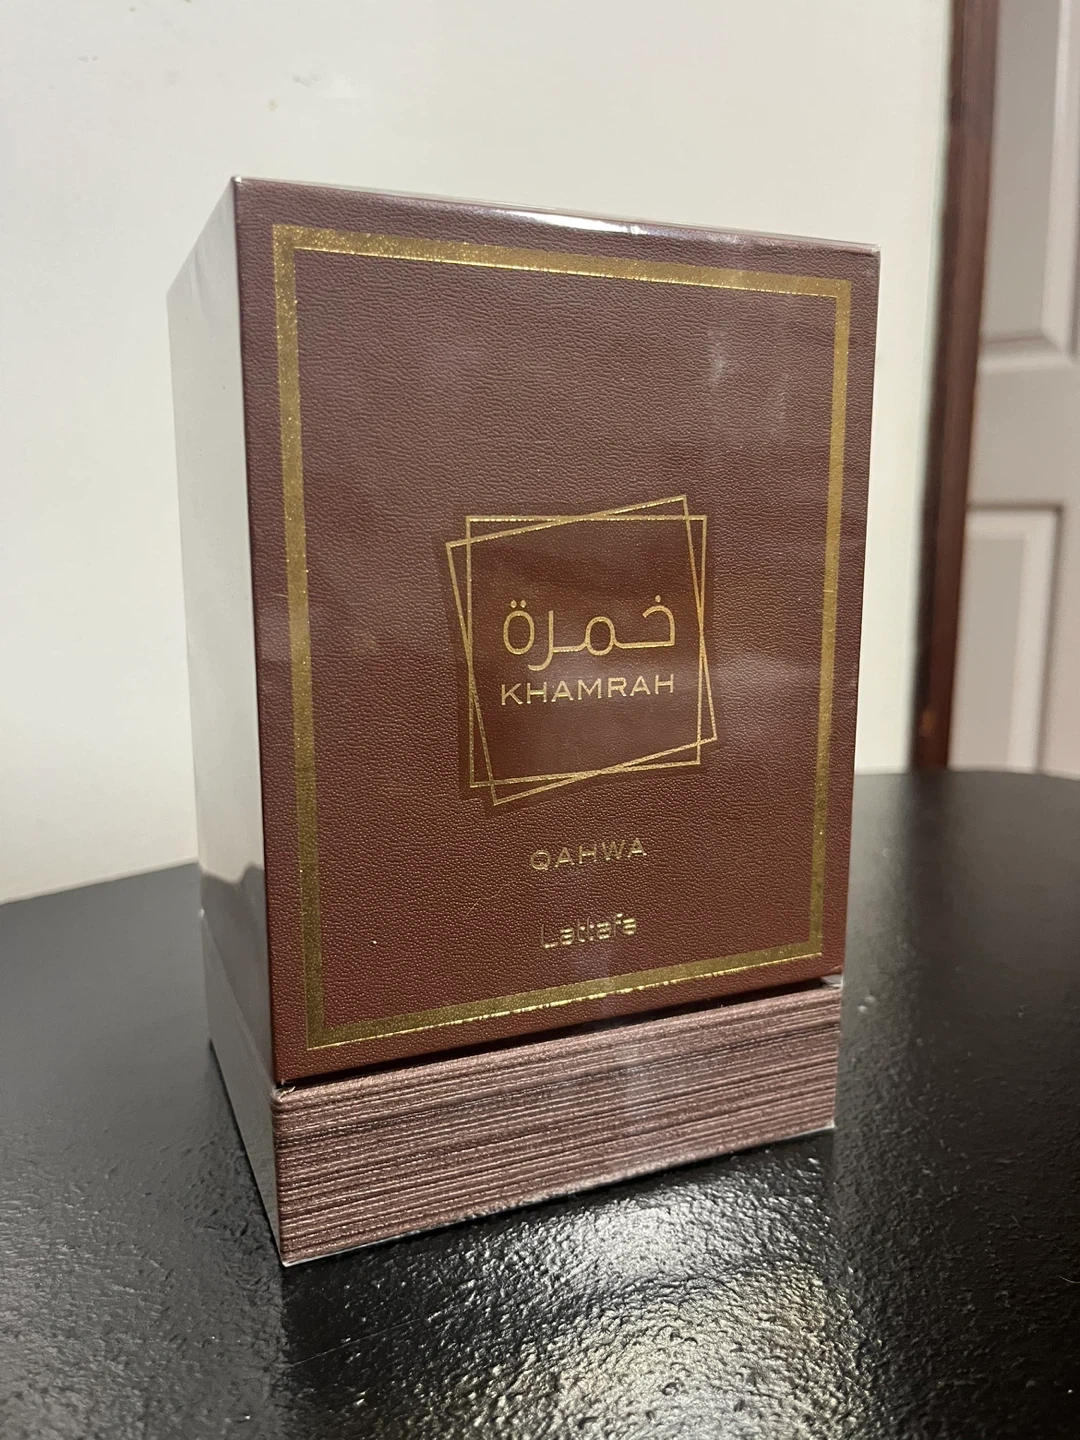 خمرة
KHAMRAH
QAHWA
Lattafa